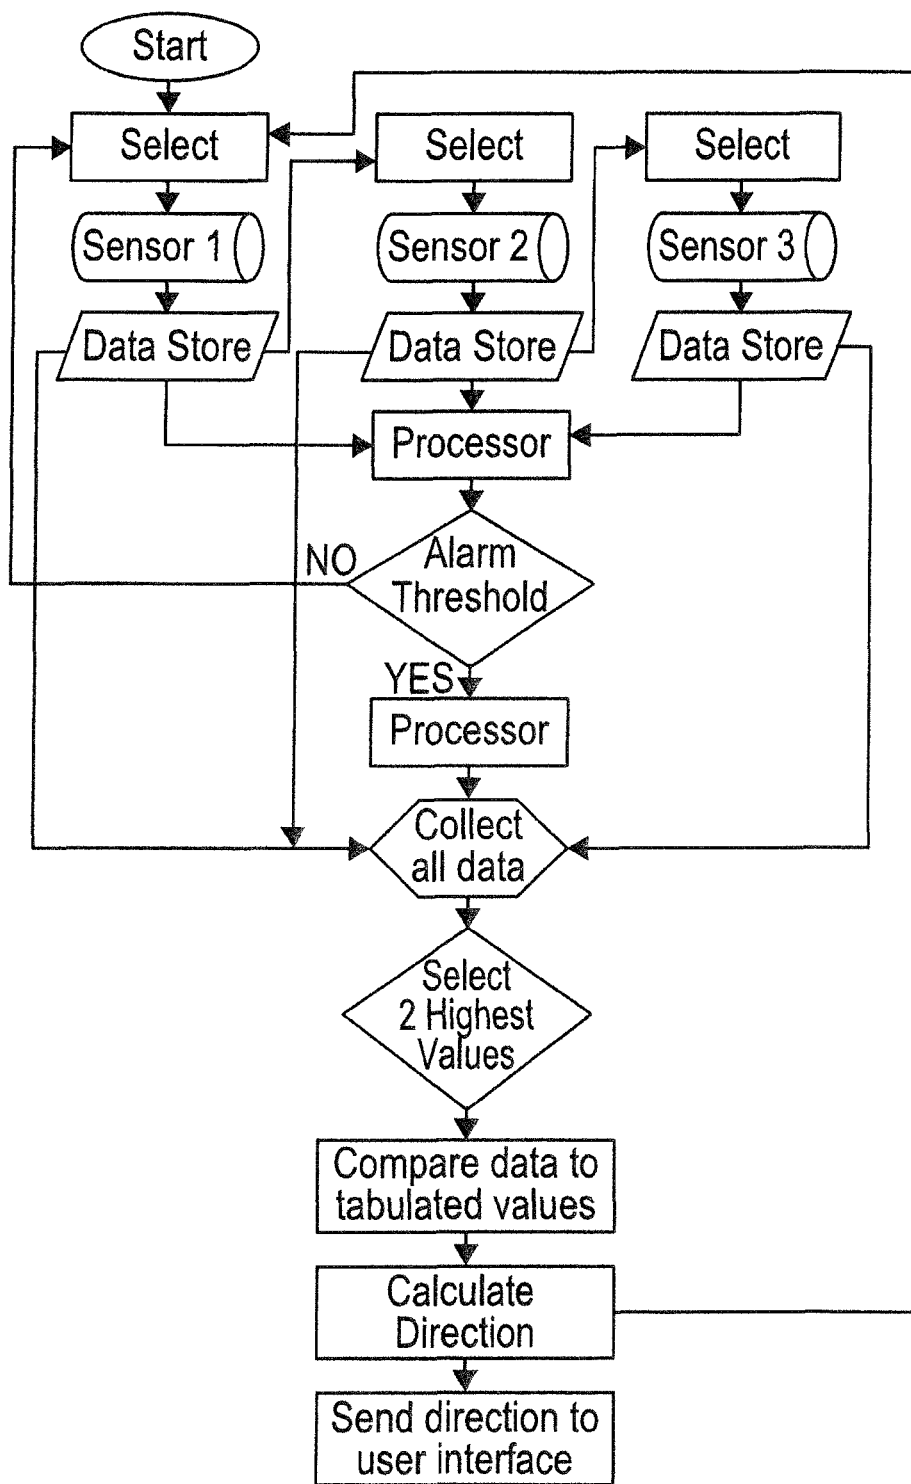 Start
Select
Select
Select
Sensor 1
Sensor 2
Sensor 3
Data Store
Data Store
Data Store
Processor
NO
Alarm
Threshold
YES
Processor
Collect
all data
Select
2 Highest
Values
Compare data to
tabulated values
Calculate
Direction
Send direction to
user interface